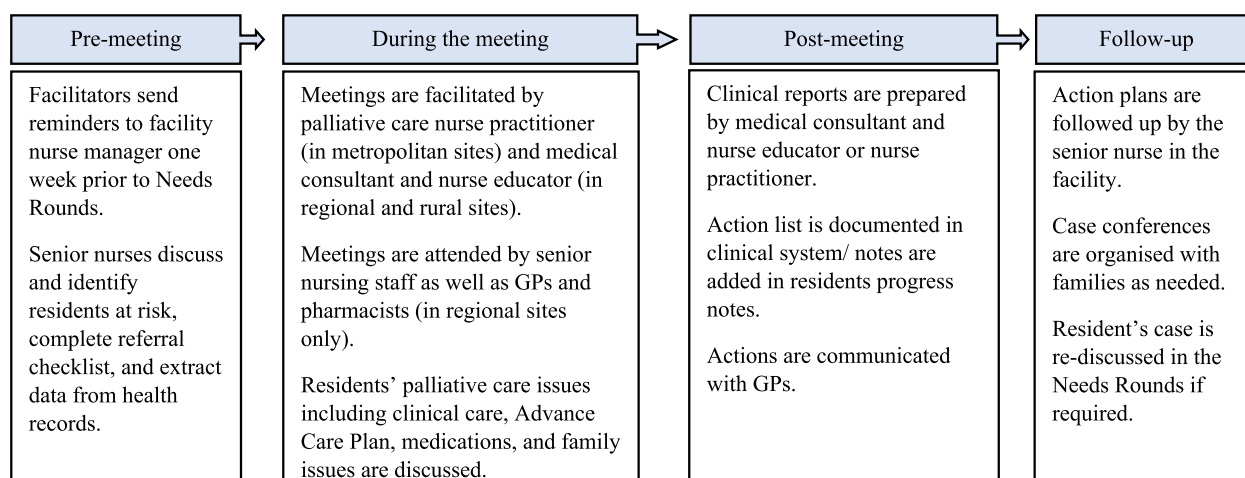 Pre-meeting
Facilitators send
reminders to facility
nurse manager one
week prior to Needs
Rounds.
Senior nurses discuss
and identify
residents at risk,
complete referral
checklist, and extract
data from health
records.
During the meeting
Meetings are facilitated by
palliative care nurse practitioner
(in metropolitan sites) and medical
consultant and nurse educator (in
regional and rural sites).
Meetings are attended by senior
nursing staff as well as GPs and
pharmacists (in regional sites
only).
Residents’ palliative care issues
including clinical care, Advance
Care Plan, medications, and family
issues are discussed.
Post-meeting
Clinical reports are prepared
by medical consultant and
nurse educator or nurse
practitioner.
Action list is documented in
clinical system/ notes are
added in residents progress
notes.
Actions are communicated
with GPs.
Follow-up
Action plans are
followed up by the
senior nurse in the
facility.
Case conferences
are organised with
families as needed.
Resident’s case is
re-discussed in the
Needs Rounds if
required.